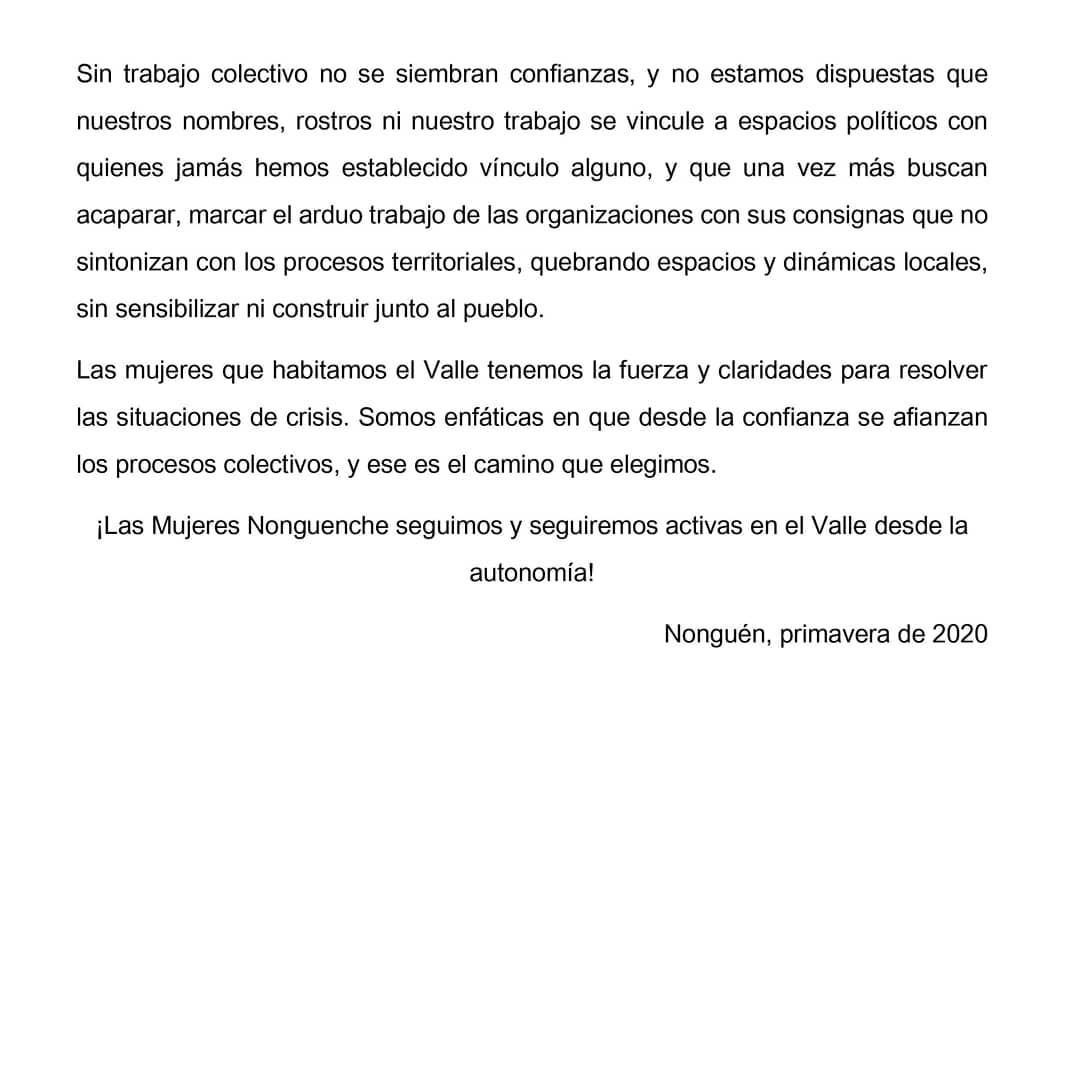 Sin trabajo colectivo no se siembran confianzas, y no estamos dispuestas que
nuestros nombres, rostros ni nuestro trabajo se vincule a espacios políticos con
quienes jamás hemos establecido vínculo alguno, y que una vez más buscan
acaparar, marcar el arduo trabajo de las organizaciones con sus consignas que no
sintonizan con los procesos territoriales, quebrando espacios y dinámicas locales,
sin sensibilizar ni construir junto al pueblo.
Las mujeres que habitamos el Valle tenemos la fuerza y claridades para resolver
las situaciones de crisis. Somos enfáticas en que desde la confianza se afianzan
los procesos colectivos, y ese es el camino que elegimos.
¡Las Mujeres Nonguenche seguimos y seguiremos activas en el Valle desde la
autonomía!
Nonguén, primavera de 2020